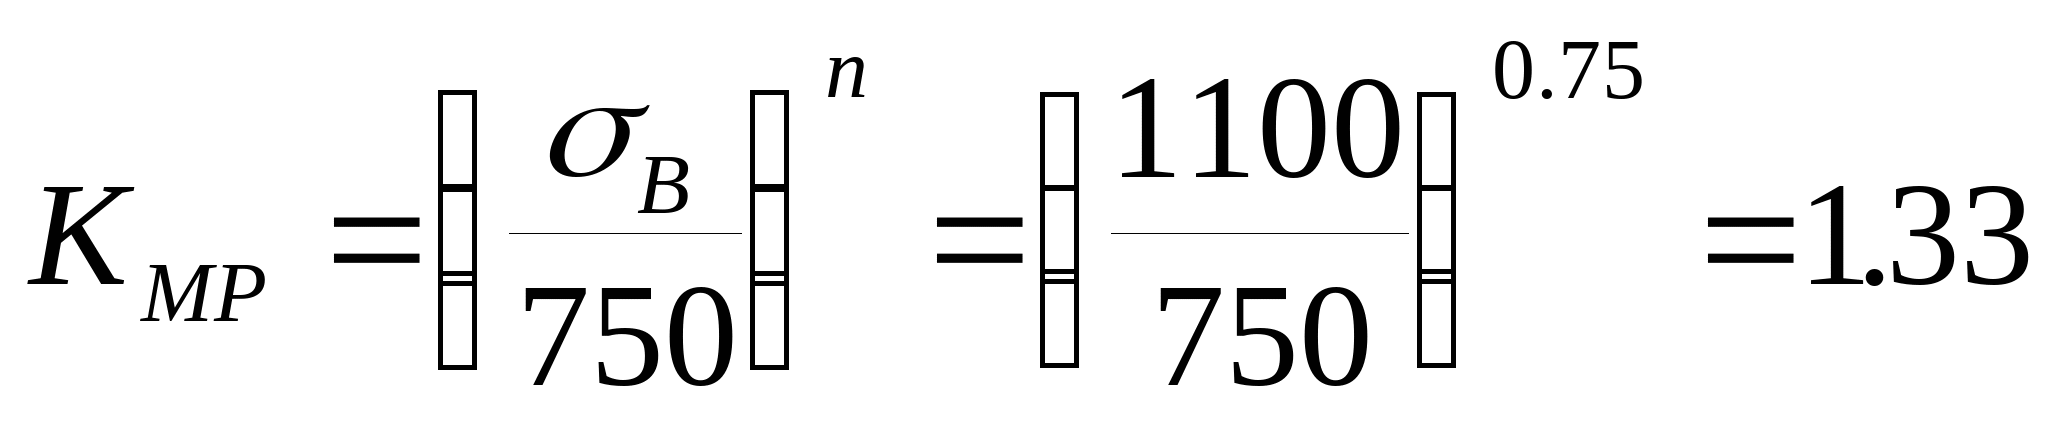 K_MP = (σ_B / 750)^n = (1100 / 750)^0.75 = 1.33